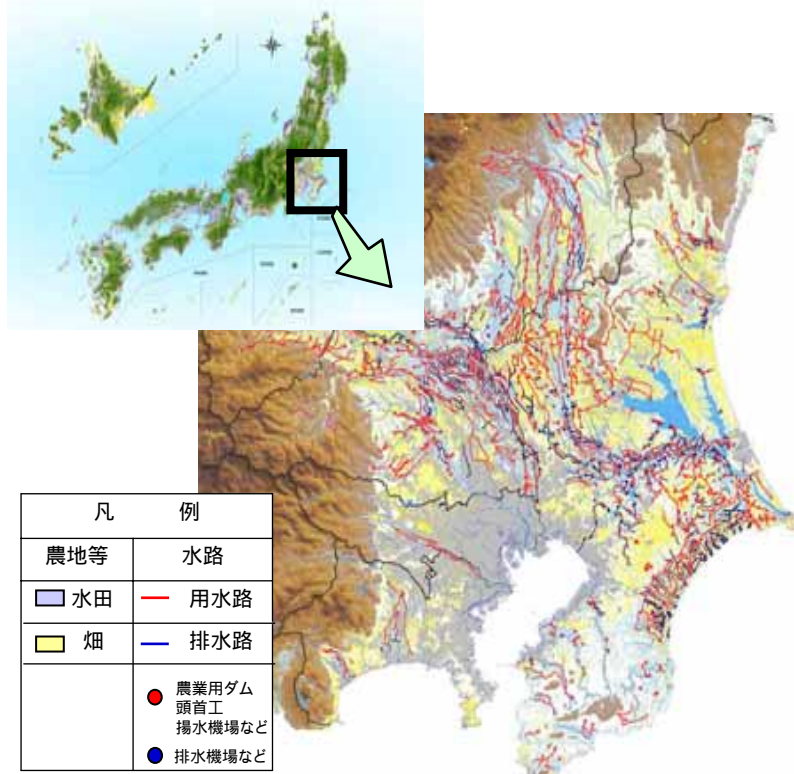 凡 例
農地等 水路
水田 用水路
畑 排水路
農業用ダム
頭首工
揚水機場など
排水機場など